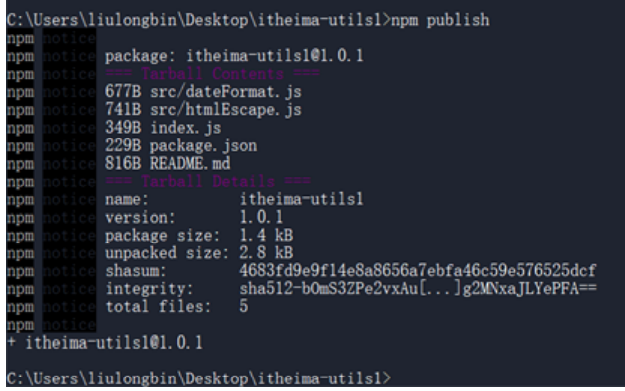 C:\Users\liulongbin\Desktop\itheima-utils1>npm publish
npm notice
npm notice package: itheima-utils1@1.0.1
npm notice === Tarball Contents ===
npm notice 677B src/dateFormat.js
npm notice 741B src/htmlEscape.js
npm notice 349B index.js
npm notice 229B package.json
npm notice 816B README.md
npm notice === Tarball Details ===
npm notice name: itheima-utils1
npm notice version: 1.0.1
npm notice package size: 1.4 kB
npm notice unpacked size: 2.8 kB
npm notice shasum: 4683fd9e9f14e8a8656a7ebfa46c59e576525dcf
npm notice integrity: sha512-bOmS3ZPe2vxAu[...]g2MNxaJLYePFA==
npm notice total files: 5
npm notice
+ itheima-utils1@1.0.1
C:\Users\liulongbin\Desktop\itheima-utils1>